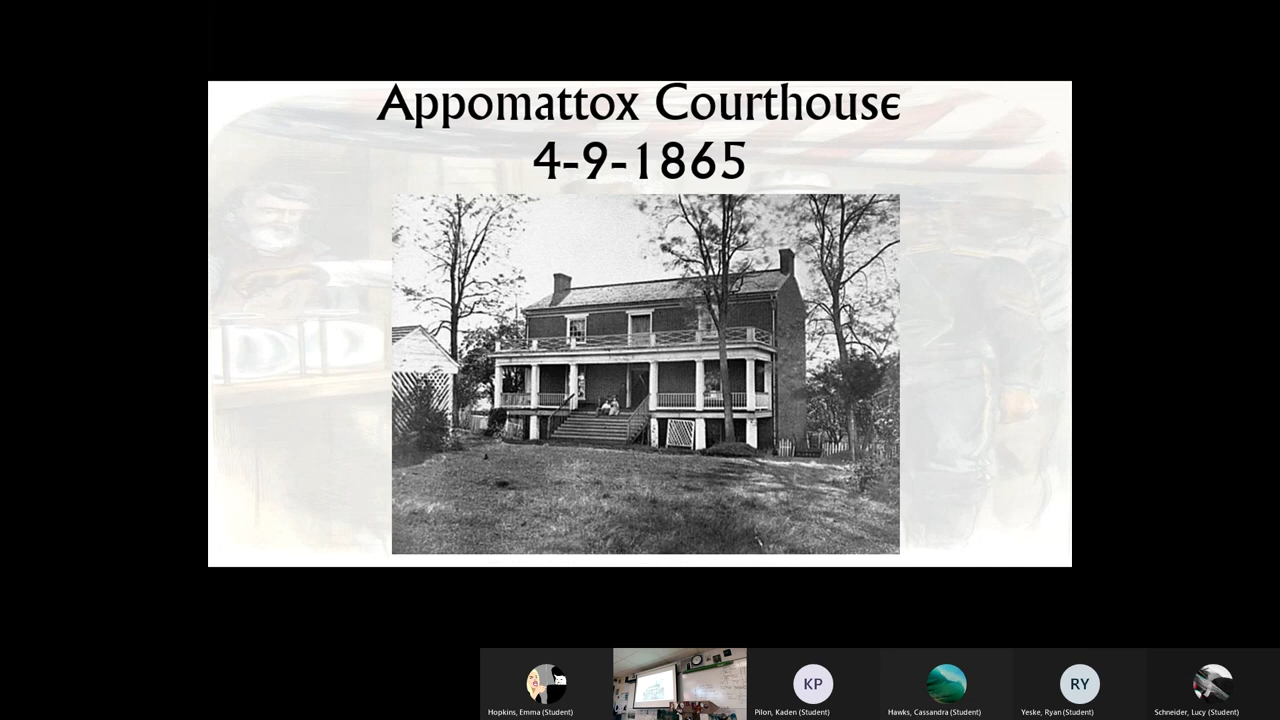 Appomattox Courthouse
4-9-1865
KP
RY
Hopkins, Emma (Student)
Pilon, Kaden (Student)
Hawks, Cassandra (Student)
Yeske, Ryan (Student)
Schneider, Lucy (Student)